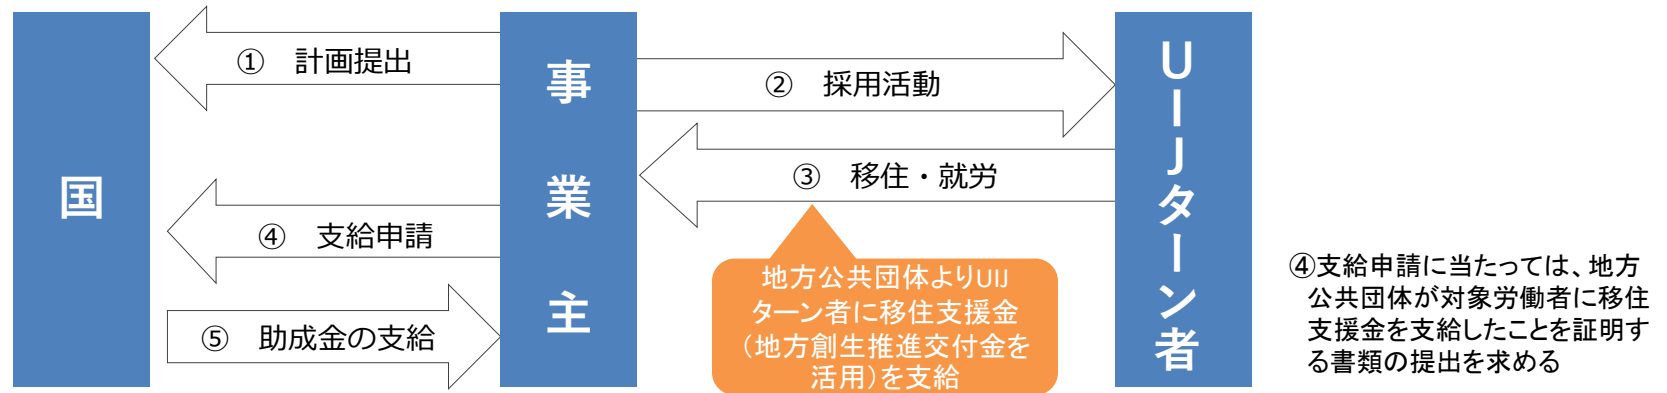 国
① 計画提出
④ 支給申請
⑤ 助成金の支給
事業主
② 採用活動
③ 移住・就労
地方公共団体よりUIJ
ターン者に移住支援金
（地方創生推進交付金を
活用）を支給
UIJターン者
④支給申請に当たっては、地方
公共団体が対象労働者に移住
支援金を支給したことを証明す
る書類の提出を求める